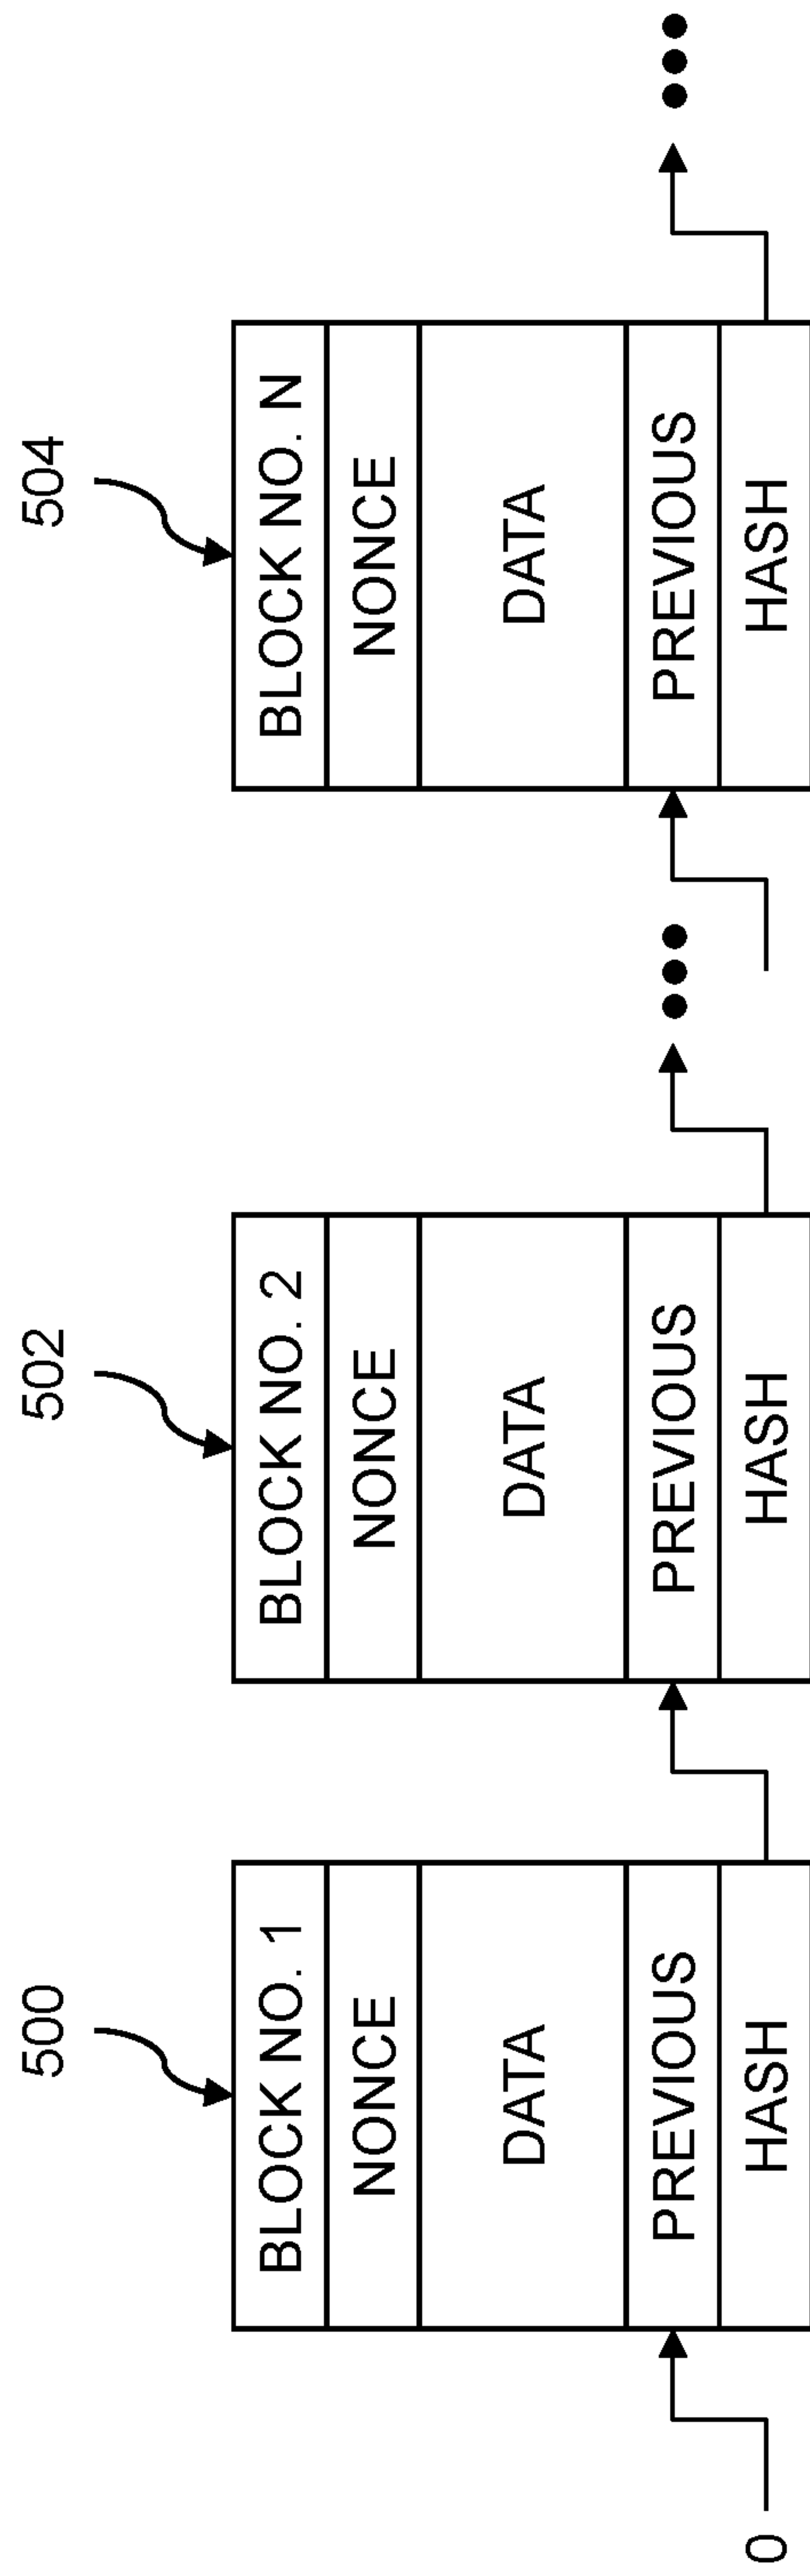 500
502
504
BLOCK NO. 1
NONCE
DATA
PREVIOUS
HASH
BLOCK NO. 2
NONCE
DATA
PREVIOUS
HASH
BLOCK NO. N
NONCE
DATA
PREVIOUS
HASH
0